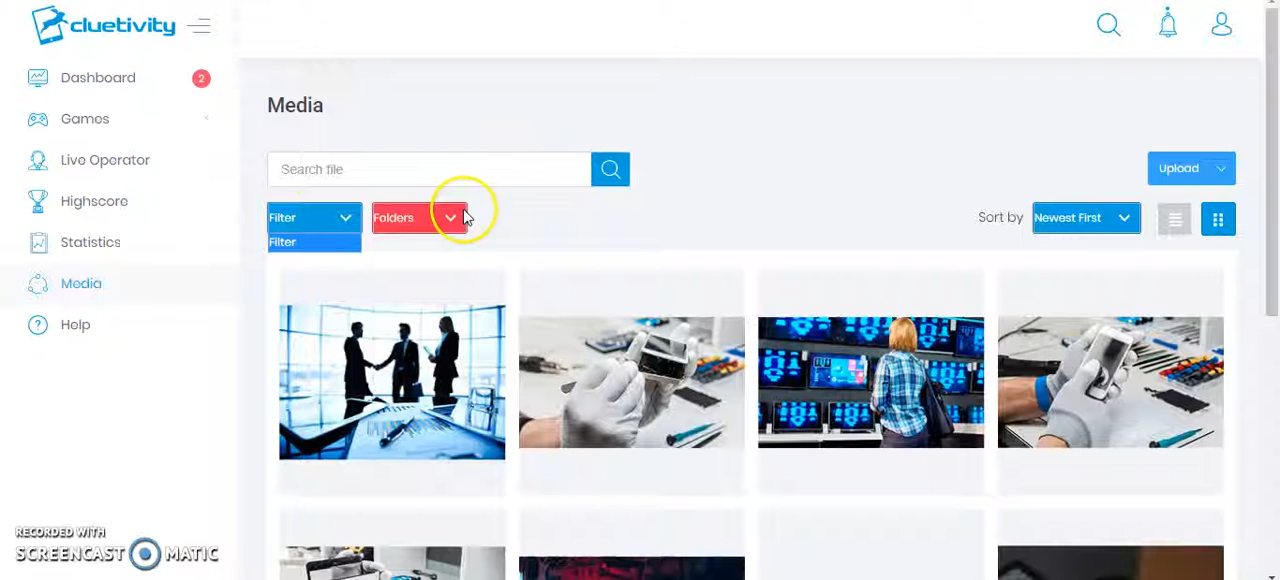 cluetivity
Dashboard
2
Games
Live Operator
Highscore
Statistics
Media
Help
Media
Search file
Upload
Filter
Folders
Sort by
Newest First
Filter
RECORDED WITH
SCREENCAST MATIC